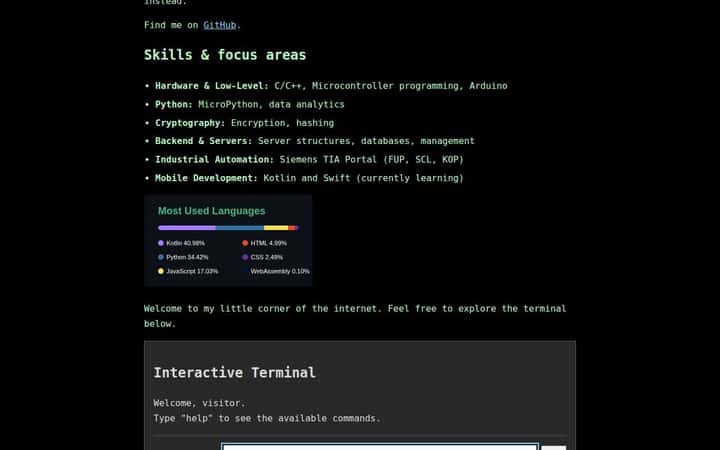 instead.
Find me on GitHub.
Skills & focus areas
• Hardware & Low-Level: C/C++, Microcontroller programming, Arduino
• Python: MicroPython, data analytics
• Cryptography: Encryption, hashing
• Backend & Servers: Server structures, databases, management
• Industrial Automation: Siemens TIA Portal (FUP, SCL, KOP)
• Mobile Development: Kotlin and Swift (currently learning)
Most Used Languages
Kotlin 40.98%
Python 34.42%
JavaScript 17.03%
HTML 4.99%
CSS 2.49%
WebAssembly 0.10%
Welcome to my little corner of the internet. Feel free to explore the terminal
below.
Interactive Terminal
Welcome, visitor.
Type "help" to see the available commands.